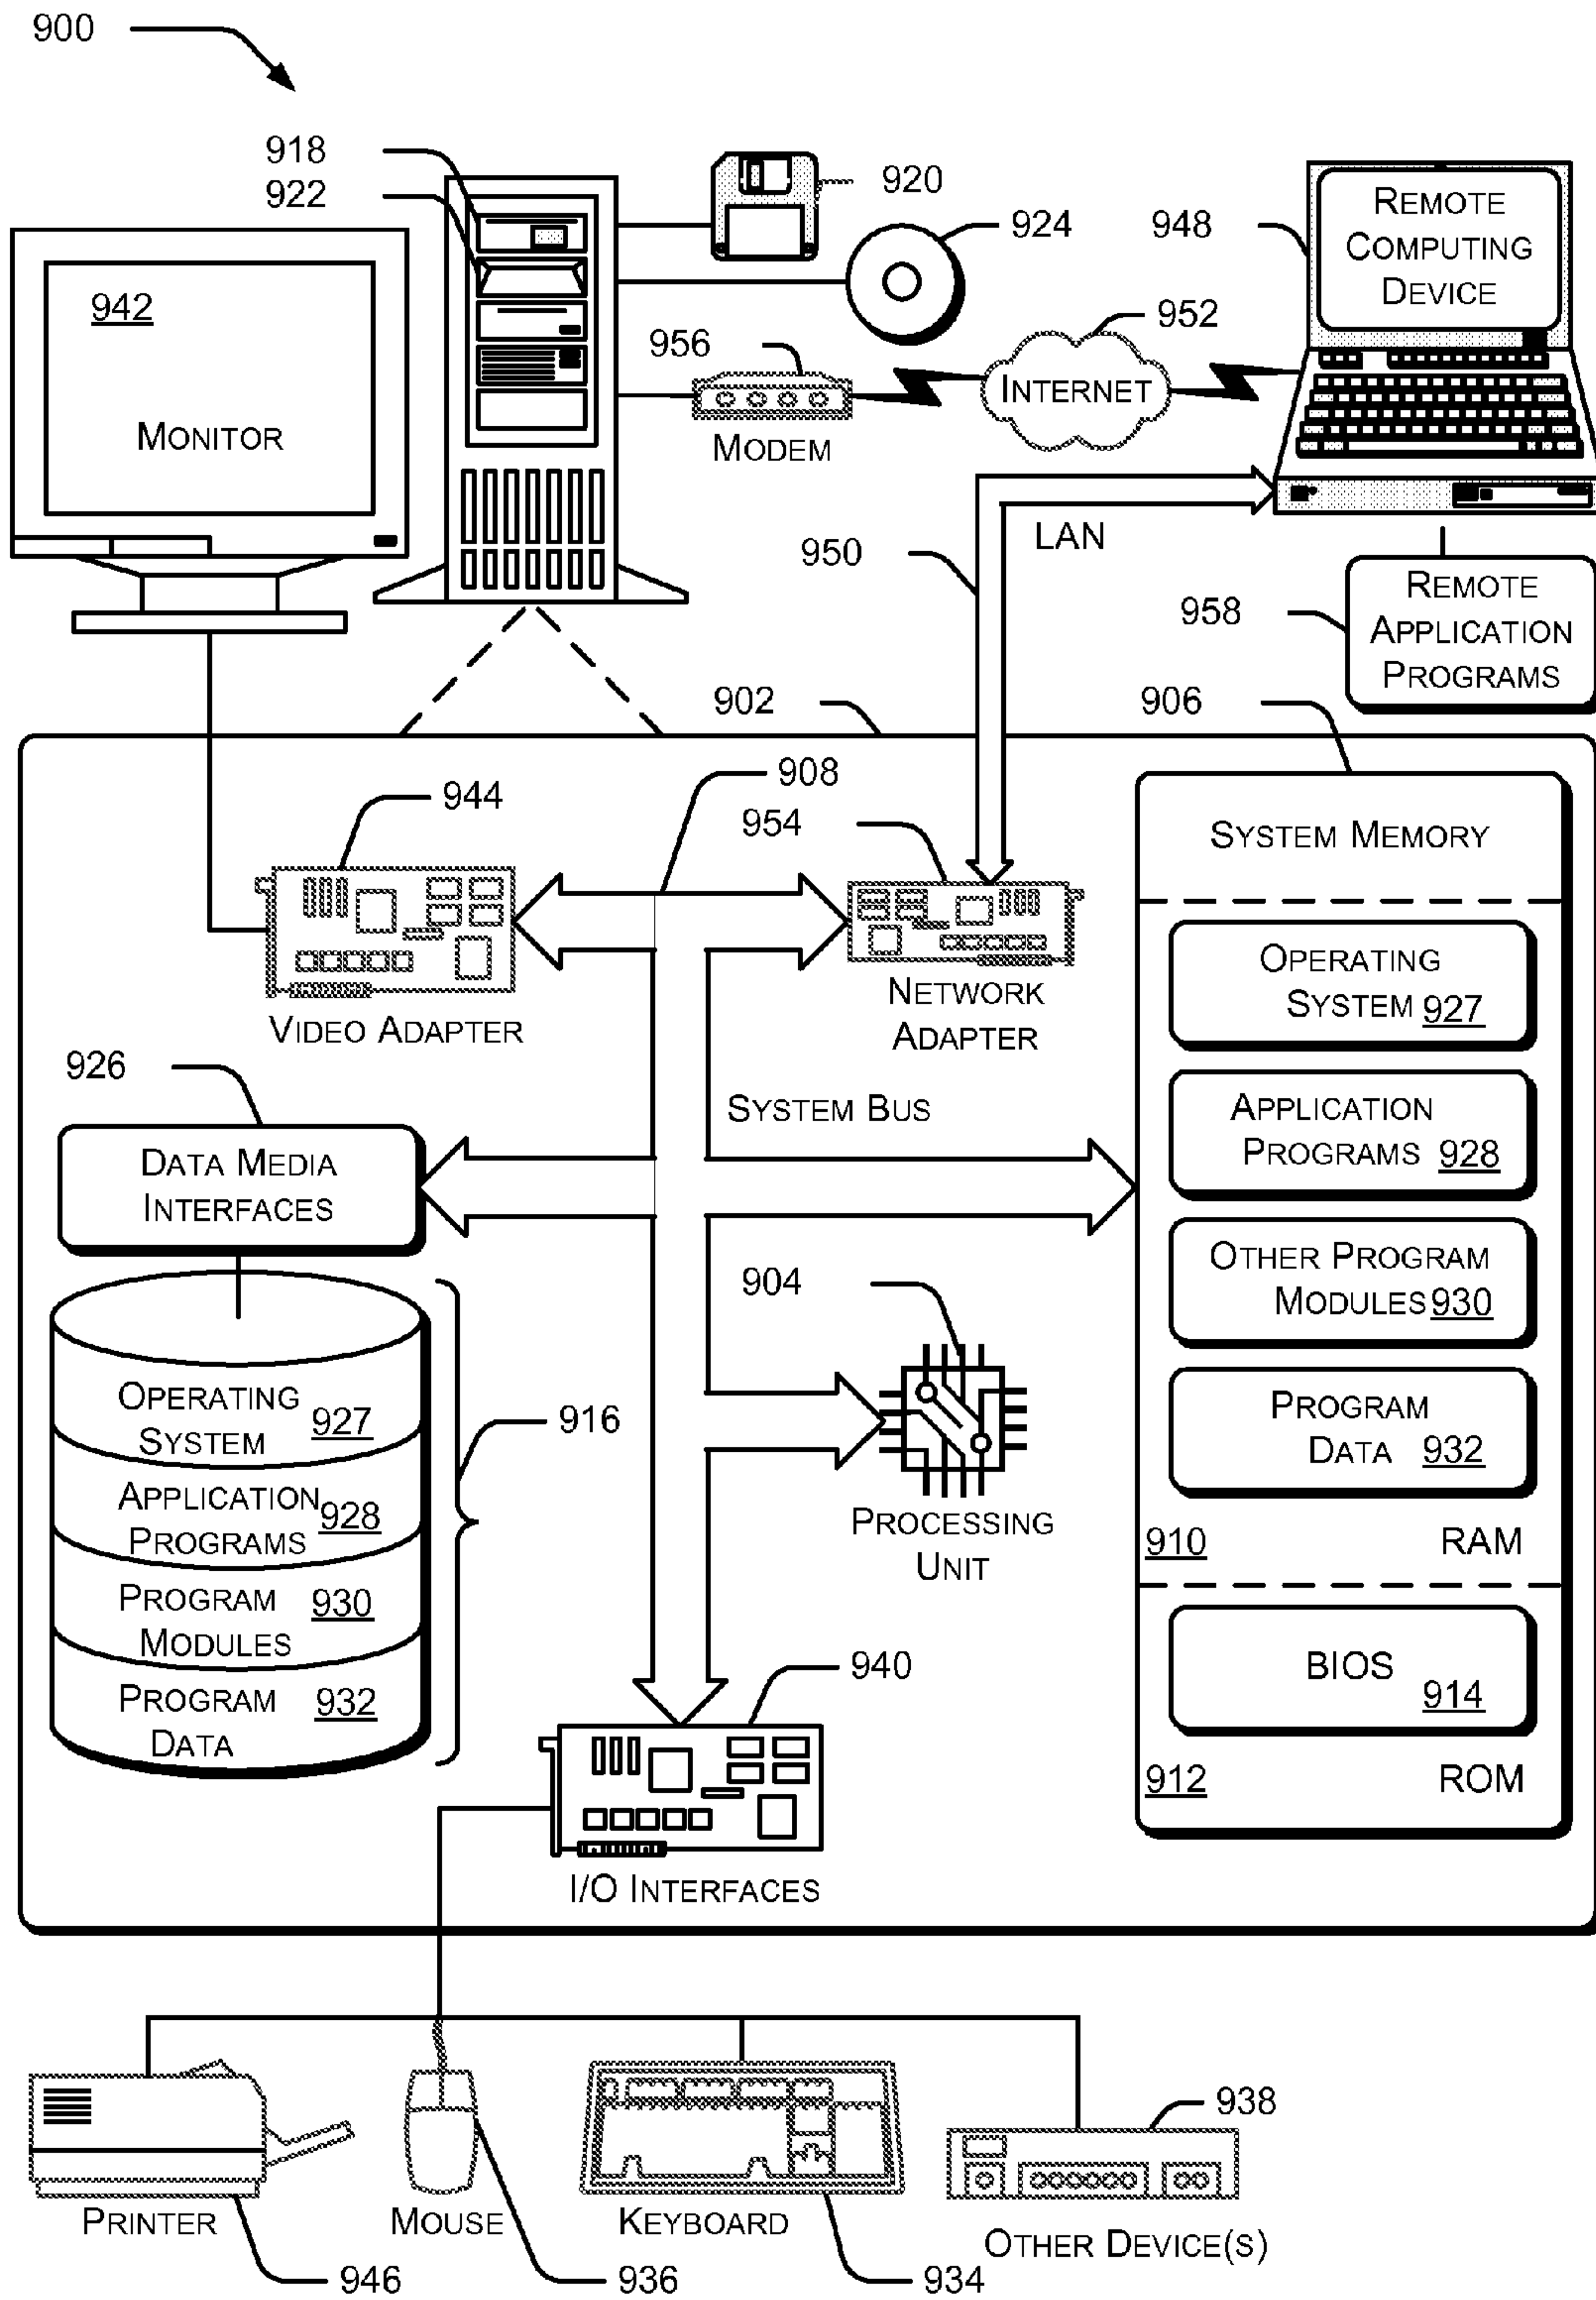 900
918
922
920
924
948
REMOTE
COMPUTING
DEVICE
942
MONITOR
956
MODEM
952
INTERNET
950
LAN
958
REMOTE
APPLICATION
PROGRAMS
902
906
908
944
954
VIDEO ADAPTER
NETWORK
ADAPTER
SYSTEM MEMORY
OPERATING
SYSTEM 927
APPLICATION
PROGRAMS 928
OTHER PROGRAM
MODULES 930
PROGRAM
DATA 932
910 RAM
BIOS
914
912 ROM
926
SYSTEM BUS
DATA MEDIA
INTERFACES
904
PROCESSING
UNIT
OPERATING
SYSTEM 927
APPLICATION
PROGRAMS 928
PROGRAM
MODULES 930
PROGRAM
DATA 932
916
940
I/O INTERFACES
PRINTER
946
MOUSE
936
KEYBOARD
934
938
OTHER DEVICE(S)